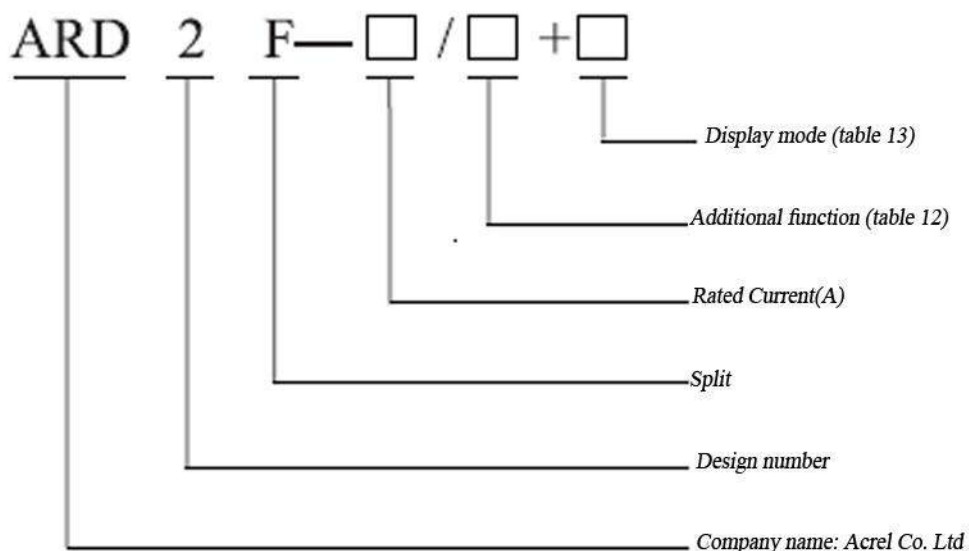 ARD 2 F— □ / □ + □
Display mode (table 13)
Additional function (table 12)
Rated Current(A)
Split
Design number
Company name: Acrel Co. Ltd